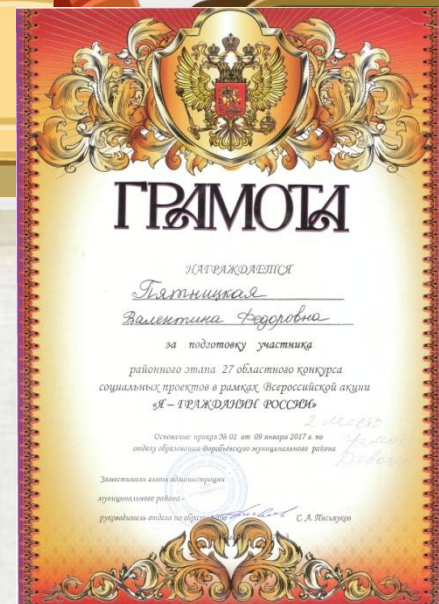 ГРАМОТА
НАГРАЖДАЕТСЯ
Пятницкая
Валентина Федоровна
за подготовку участника
районного этапа 27 областного конкурса
социальных проектов в рамках Всероссийской акции
«Я – ГРАЖДАНИН РОССИИ»
2 место
Основание: приказ № 01 от 09 января 2017 г. по
отделу образования Воробьевского муниципального района
Заместитель главы администрации
муниципального района -
руководитель отдела по образованию С. А. Письяуков